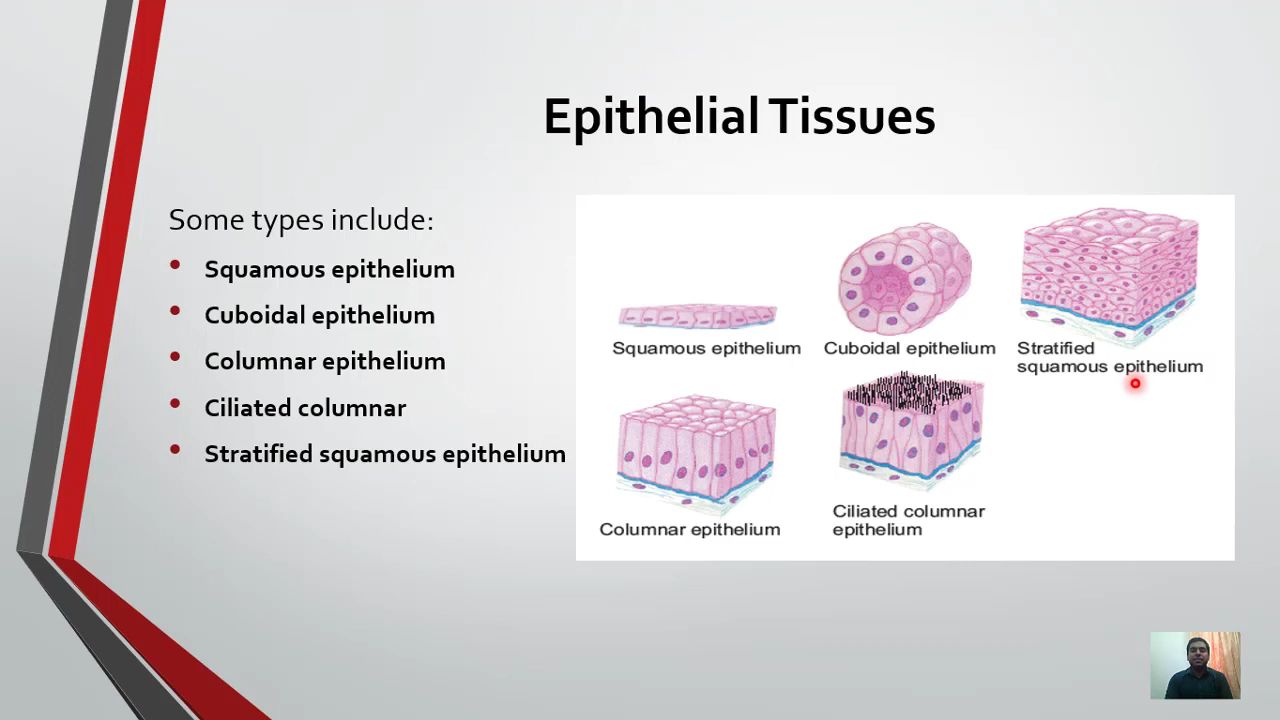 Epithelial Tissues
Some types include:
• Squamous epithelium
• Cuboidal epithelium
• Columnar epithelium
• Ciliated columnar
• Stratified squamous epithelium
Squamous epithelium
Cuboidal epithelium
Stratified
squamous epithelium
Columnar epithelium
Ciliated columnar
epithelium